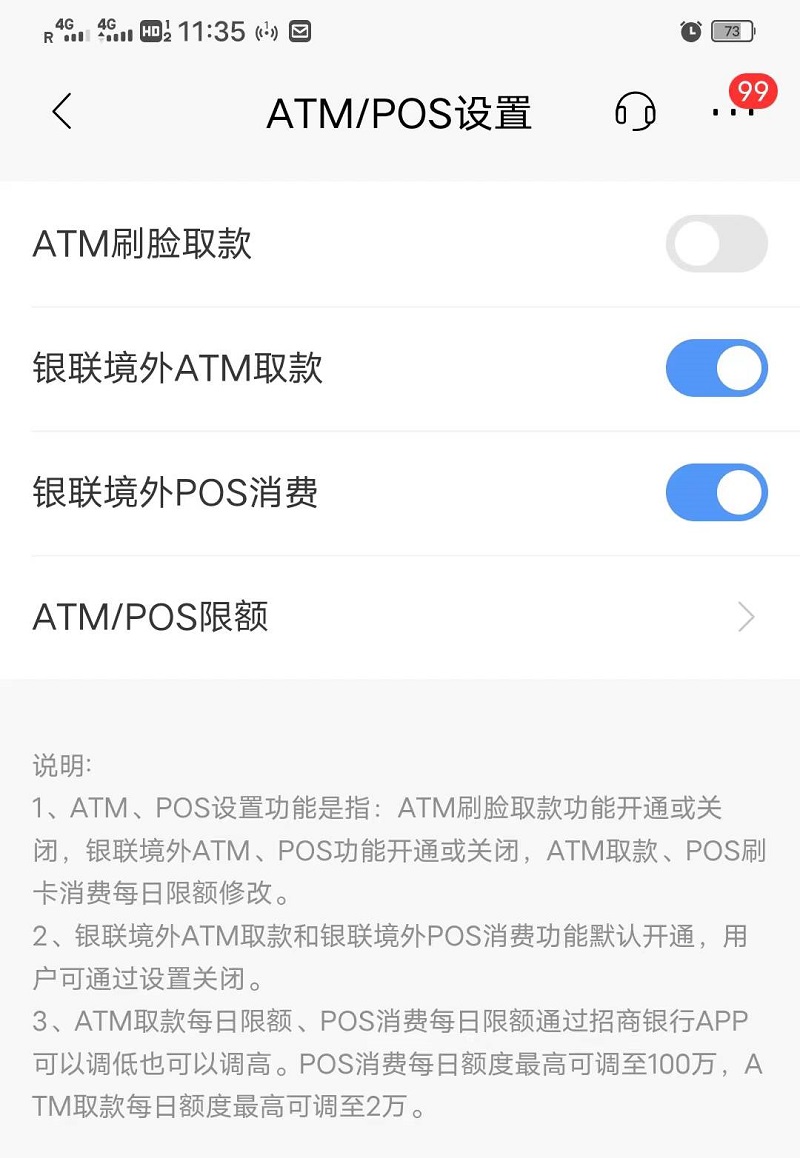 R 4G 4G HD 1 2 11:35 73
ATM/POS设置 99
ATM刷脸取款
银联境外ATM取款
银联境外POS消费
ATM/POS限额
说明:
1、ATM、POS设置功能是指：ATM刷脸取款功能开通或关
闭，银联境外ATM、POS功能开通或关闭，ATM取款、POS刷
卡消费每日限额修改。
2、银联境外ATM取款和银联境外POS消费功能默认开通，用
户可通过设置关闭。
3、ATM取款每日限额、POS消费每日限额通过招商银行APP
可以调低也可以调高。POS消费每日额度最高可调至100万，A
TM取款每日额度最高可调至2万。